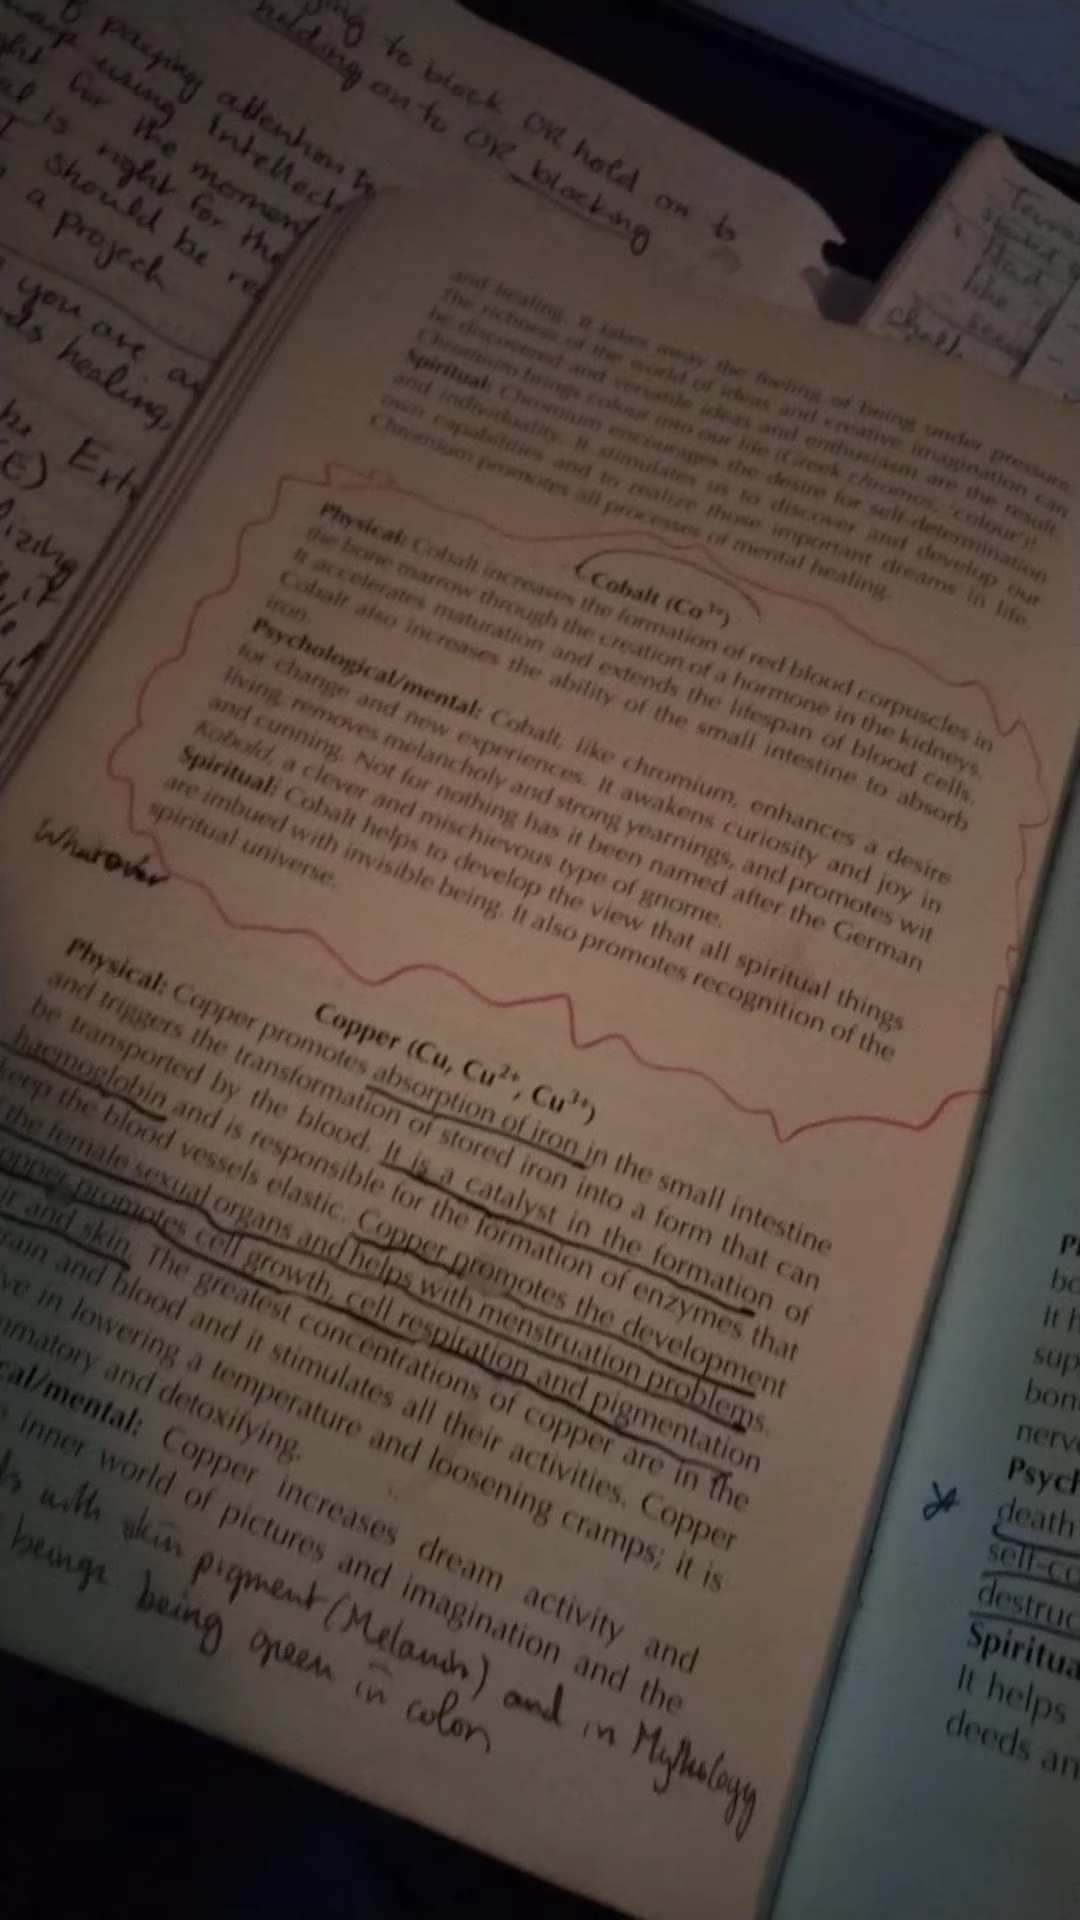 ging to block OR hold on to
holding on to OR blocking
paying attention to
map using Intellect
ght for the moment
al is right for the
I should be re
a project
you are a
ds healing,
he Ext
(E)
lizing
and healing. It takes away the feeling of being under pressure
The richness of the world of ideas and creative imagination can
be discovered and versatile ideas and enthusiasm are the result.
Chromium brings colour into our life (Greek chromos, 'colour')!
Spiritual: Chromium encourages the desire for self-determination
and individuality. It stimulates us to discover and develop our
own capabilities and to realize those important dreams in life.
Chromium promotes all processes of mental healing.
Cobalt (Co³⁺)
Physical: Cobalt increases the formation of red blood corpuscles in
the bone marrow through the creation of a hormone in the kidneys.
It accelerates maturation and extends the lifespan of blood cells.
Cobalt also increases the ability of the small intestine to absorb
iron.
Psychological/mental: Cobalt, like chromium, enhances a desire
for change and new experiences. It awakens curiosity and joy in
living, removes melancholy and strong yearnings, and promotes wit
and cunning. Not for nothing has it been named after the German
Kobold, a clever and mischievous type of gnome.
Spiritual: Cobalt helps to develop the view that all spiritual things
are imbued with invisible being. It also promotes recognition of the
spiritual universe.
Whatever
Copper (Cu, Cu²⁺, Cu³⁺)
Physical: Copper promotes absorption of iron in the small intestine
and triggers the transformation of stored iron into a form that can
be transported by the blood. It is a catalyst in the formation of
haemoglobin and is responsible for the formation of enzymes that
keep the blood vessels elastic. Copper promotes the development
the female sexual organs and helps with menstruation problems.
opper promotes cell growth, cell respiration and pigmentation
ir and skin. The greatest concentrations of copper are in the
rain and blood and it stimulates all their activities. Copper
ve in lowering a temperature and loosening cramps; it is
mmatory and detoxifying.
cal/mental: Copper increases dream activity and
inner world of pictures and imagination and the
ds with skin pigment (Melanin) and in Mythology
beings being green in color
Pl
bo
it h
sup
bon
nerve
Psych
death
self-co
destruc
Spiritua
It helps
deeds an